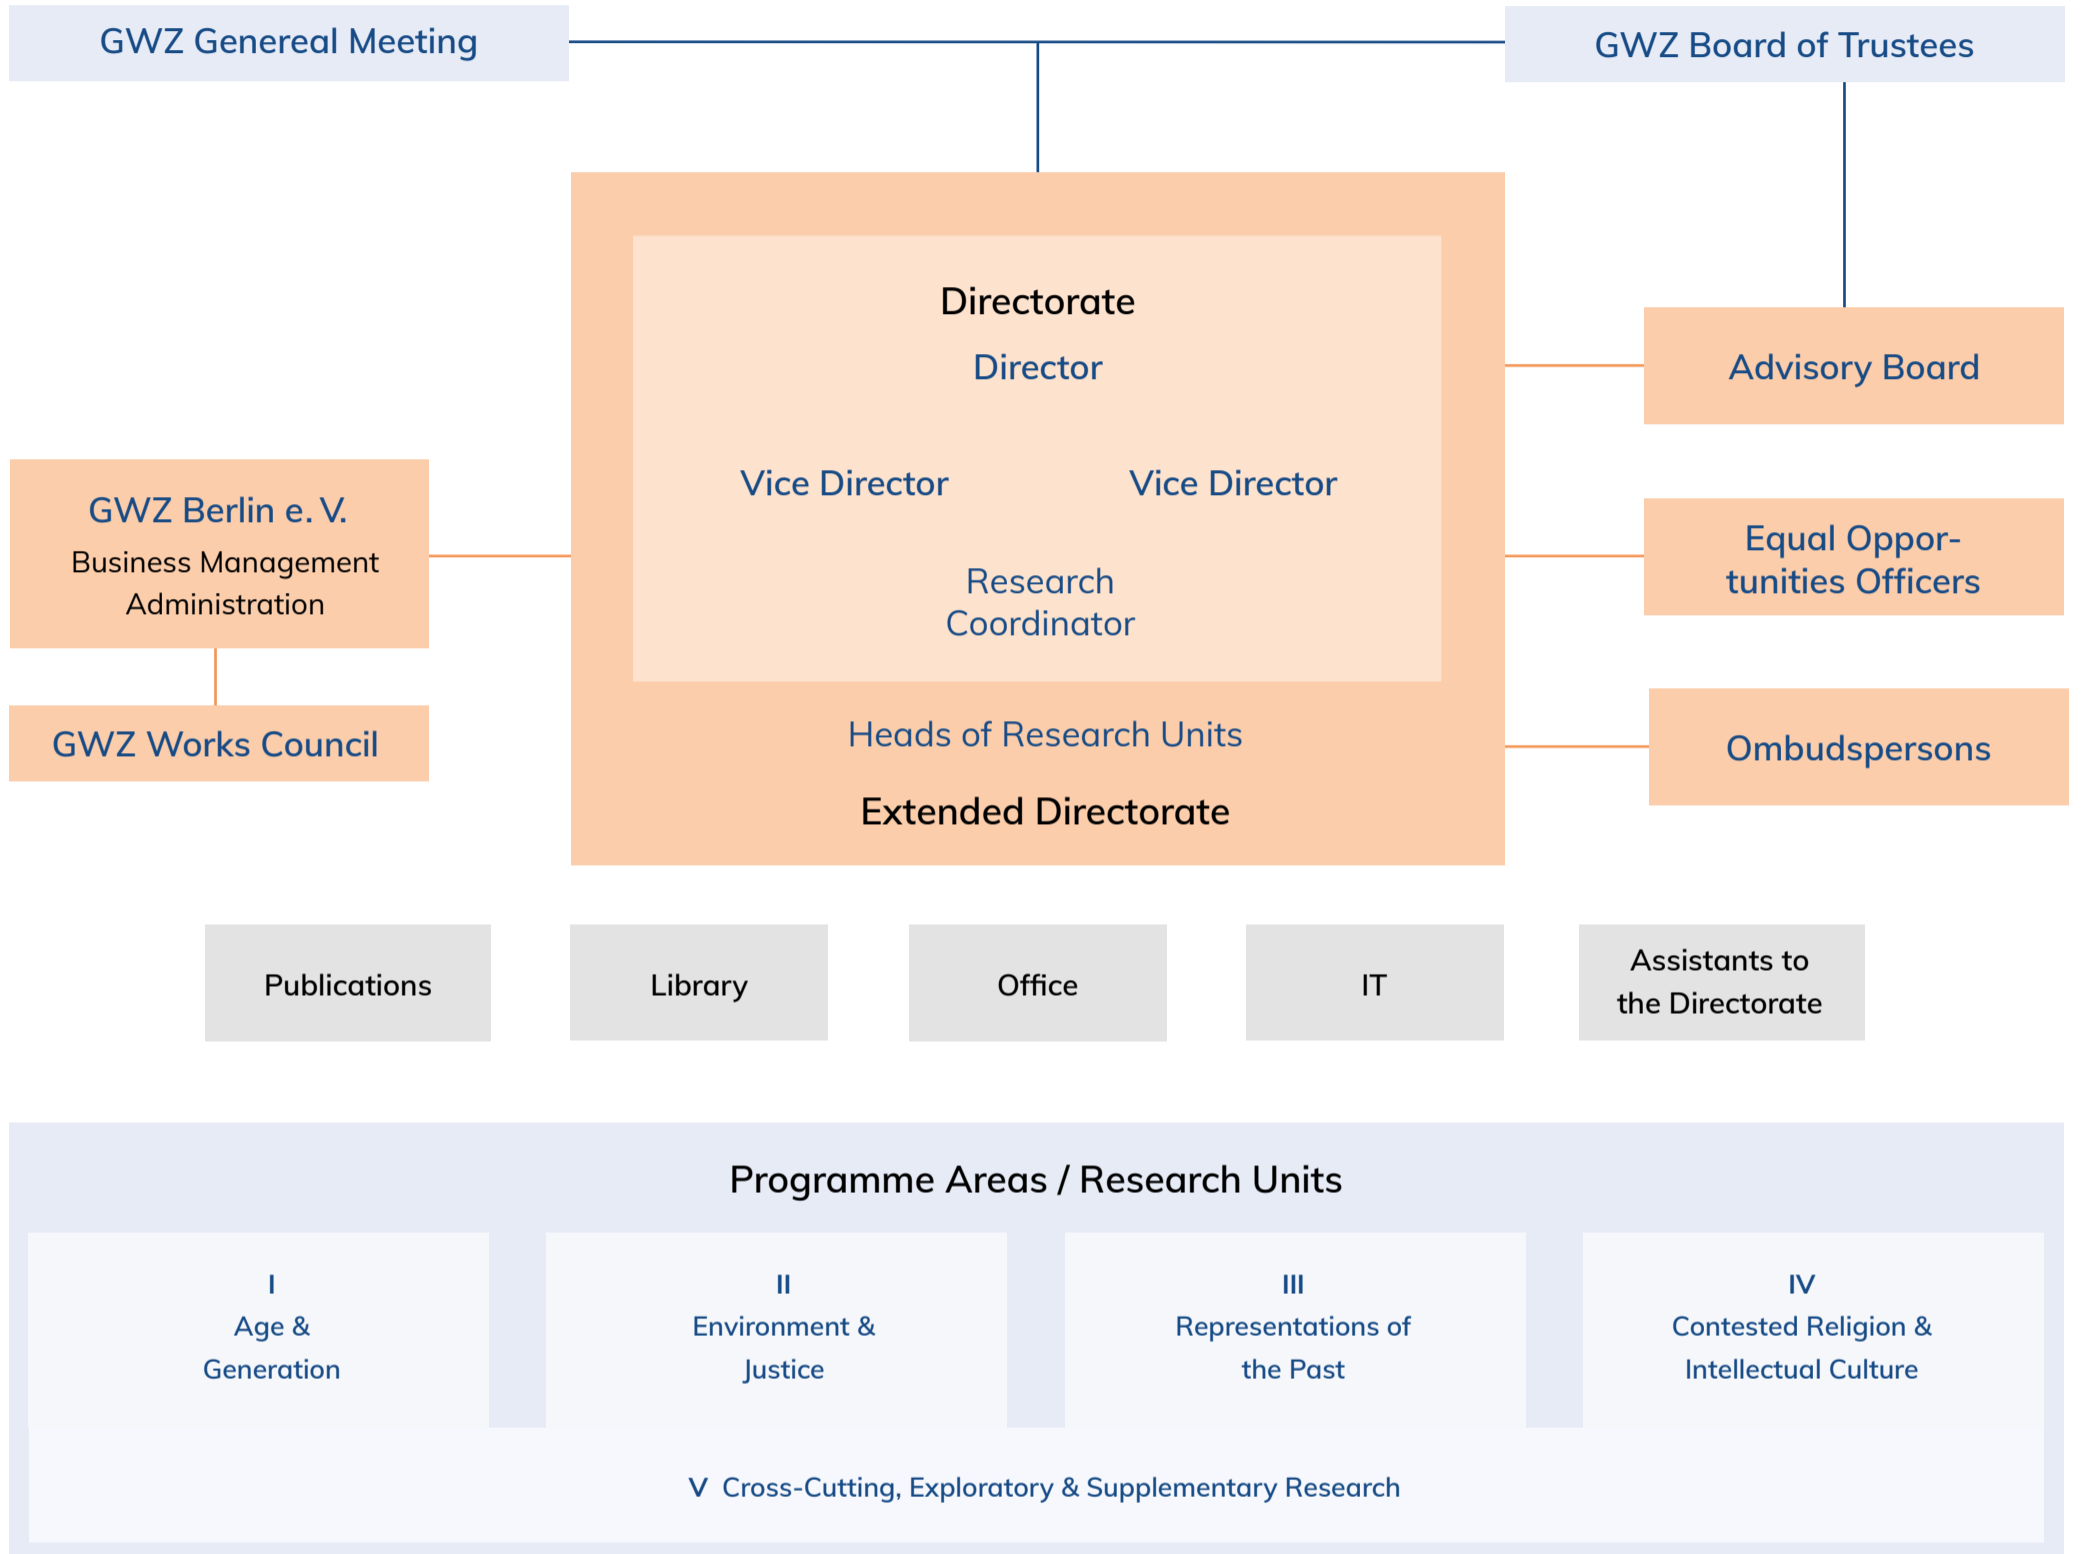 GWZ Genereal Meeting
GWZ Board of Trustees
Directorate
Director
Vice Director
Vice Director
Research
Coordinator
Heads of Research Units
Extended Directorate
GWZ Berlin e. V.
Business Management
Administration
GWZ Works Council
Advisory Board
Equal Oppor-
tunities Officers
Ombudspersons
Publications
Library
Office
IT
Assistants to
the Directorate
Programme Areas / Research Units
I
Age &
Generation
II
Environment &
Justice
III
Representations of
the Past
IV
Contested Religion &
Intellectual Culture
V Cross-Cutting, Exploratory & Supplementary Research